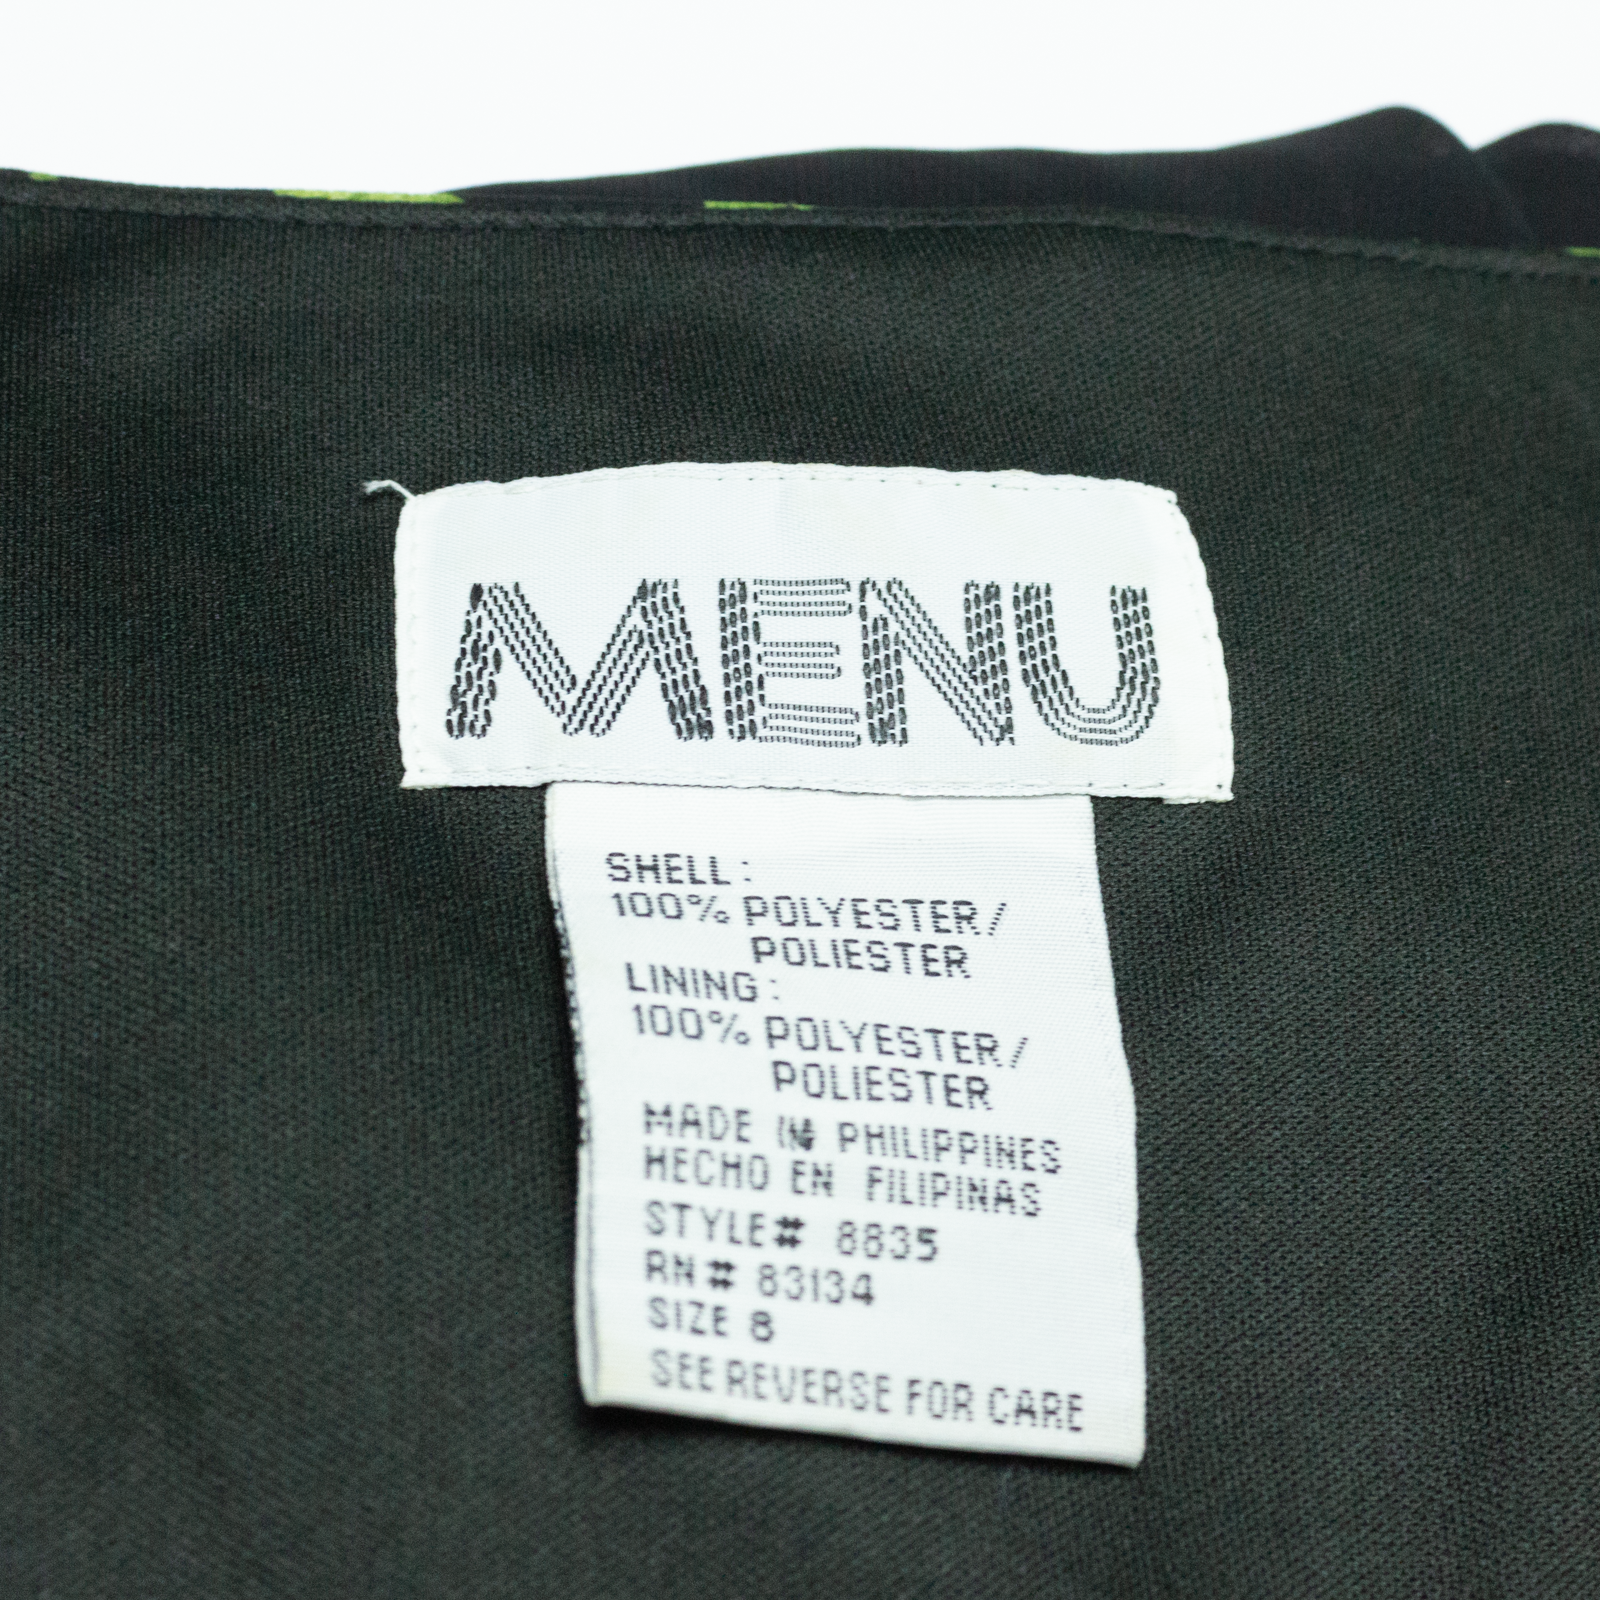 MENU
SHELL:
100% POLYESTER/
POLIESTER
LINING:
100% POLYESTER/
POLIESTER
MADE IN PHILIPPINES
HECHO EN FILIPINAS
STYLE# 8835
RN# 83134
SIZE 8
SEE REVERSE FOR CARE